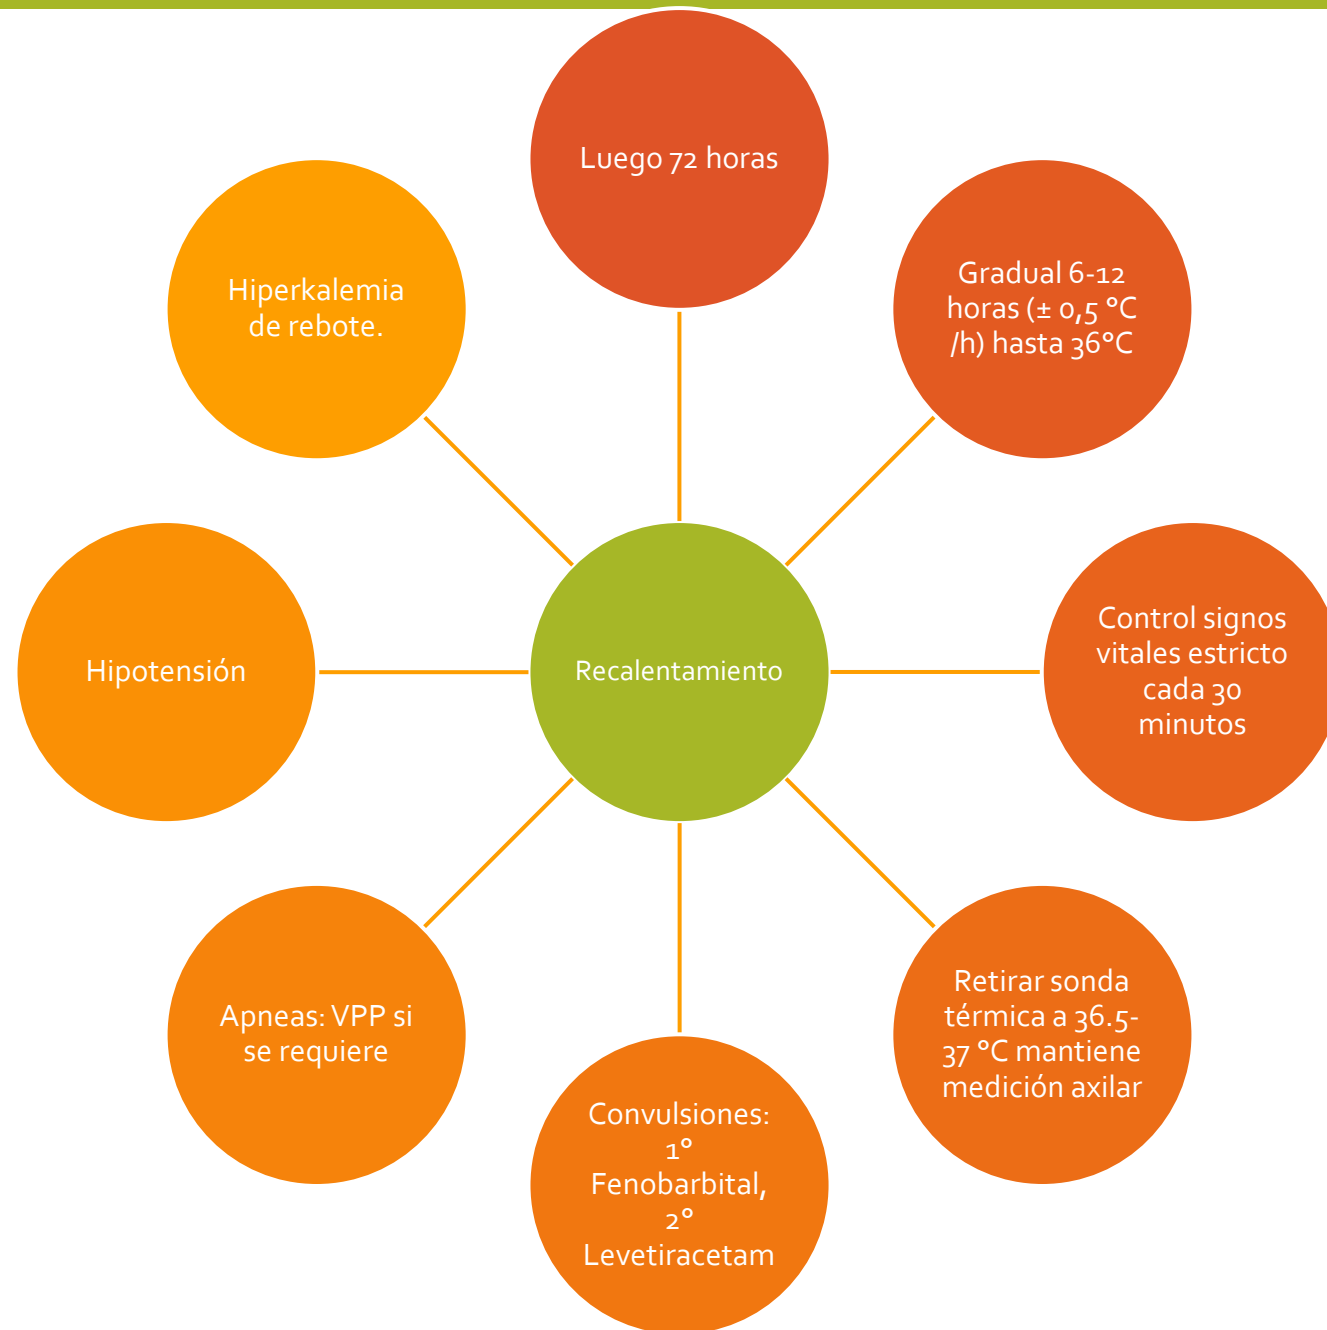 Luego 72 horas
Gradual 6-12
horas (± 0,5 °C
/h) hasta 36°C
Control signos
vitales estricto
cada 30
minutos
Retirar sonda
térmica a 36.5-
37 °C mantiene
medición axilar
Convulsiones:
1°
Fenobarbital,
2°
Levetiracetam
Apneas: VPP si
se requiere
Hipotensión
Hiperkalemia
de rebote.
Recalentamiento